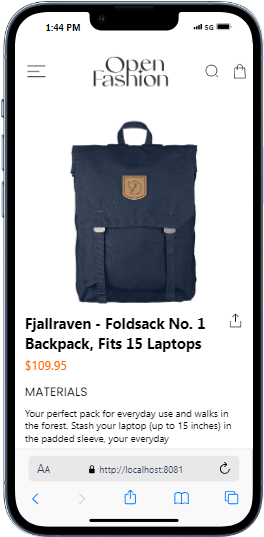 1:44 PM
5G
Open
Fashion
Fjallraven - Foldsack No. 1
Backpack, Fits 15 Laptops
$109.95
MATERIALS
Your perfect pack for everyday use and walks in
the forest. Stash your laptop (up to 15 inches) in
the padded sleeve, your everyday
AA
http://localhost:8081